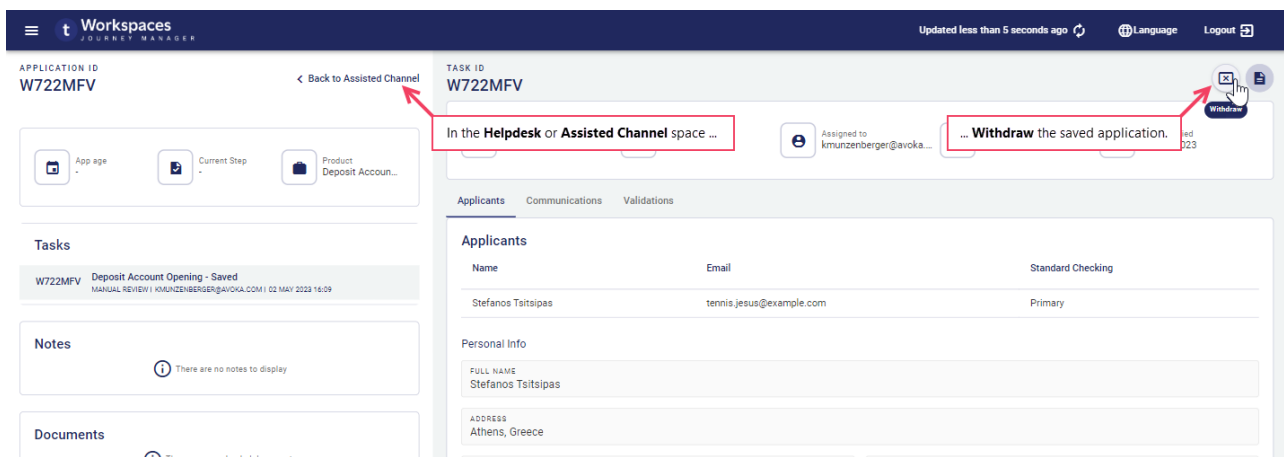 t Workspaces
JOURNEY MANAGER
Updated less than 5 seconds ago
Language
Logout
APPLICATION ID
W722MFV
Back to Assisted Channel
App age
-
Current Step
-
Product
Deposit Accoun...
Tasks
W722MFV
Deposit Account Opening - Saved
MANUAL REVIEW | KMUNZENBERGER@AVOKA.COM | 02 MAY 2023 16:09
Notes
There are no notes to display
Documents
TASK ID
W722MFV
Withdraw
In the Helpdesk or Assisted Channel space ...
Assigned to
kmunzenberger@avoka....
... Withdraw the saved application.
023
Applicants
Communications
Validations
Applicants
Name
Email
Standard Checking
Stefanos Tsitsipas
tennis.jesus@example.com
Primary
Personal Info
FULL NAME
Stefanos Tsitsipas
ADDRESS
Athens, Greece